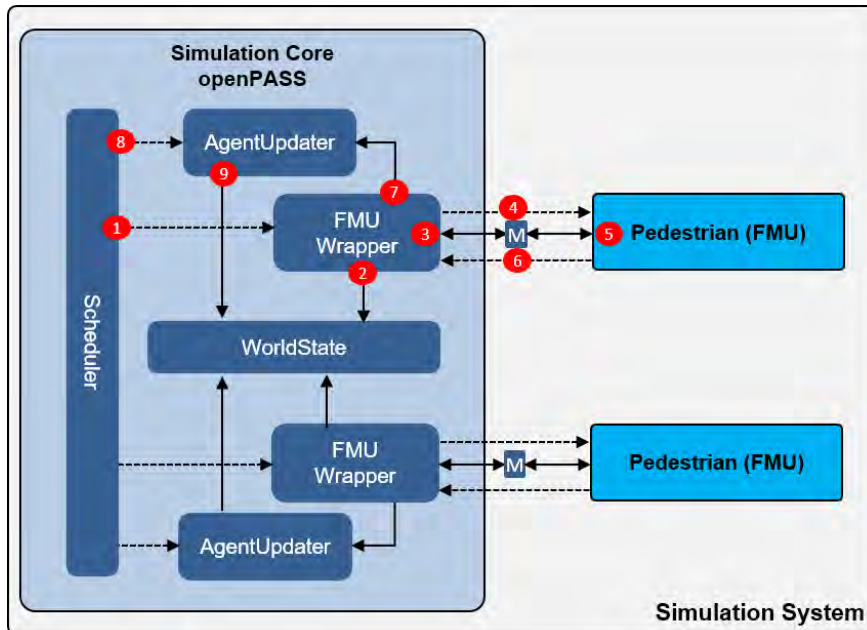 Simulation Core
openPASS
8
AgentUpdater
9
7
4
1
FMU
Wrapper
3
M
5
Pedestrian (FMU)
2
6
Scheduler
WorldState
FMU
Wrapper
M
Pedestrian (FMU)
AgentUpdater
Simulation System